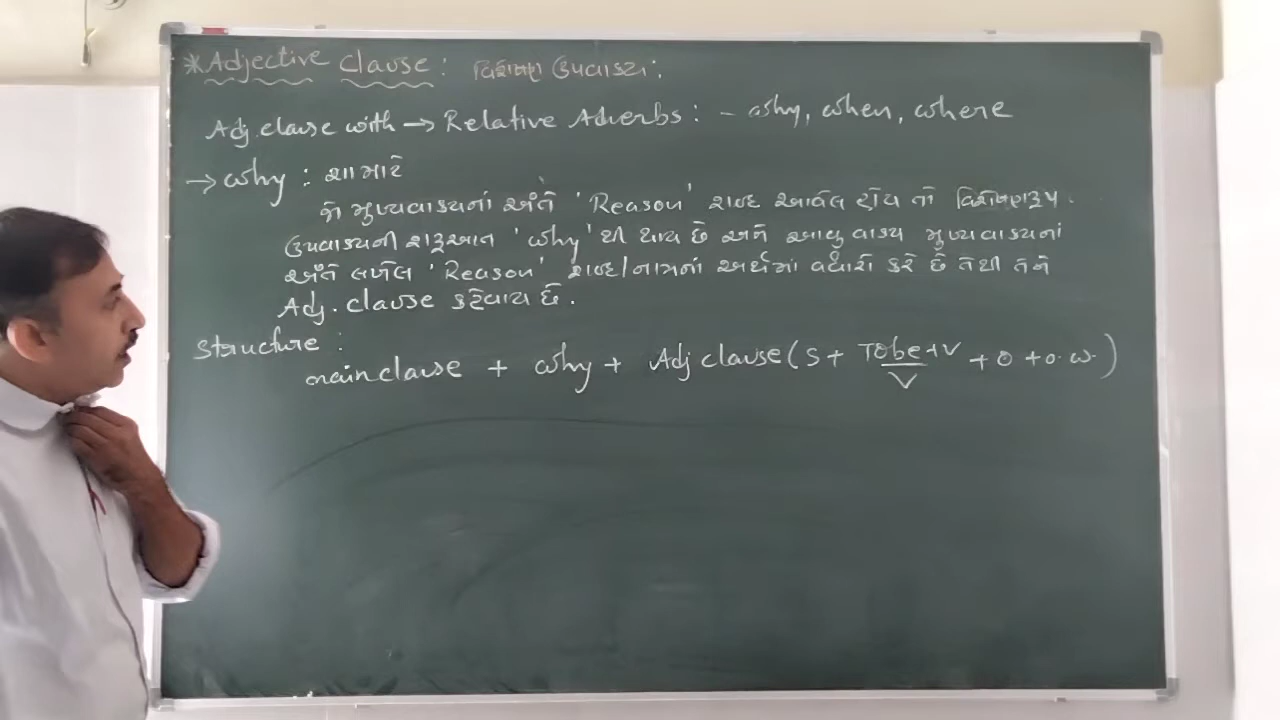 *Adjective clause: વિશેષણ ઉપવાક્ય:
Adj. clause with → Relative Adverbs: - why, when, where
→ why: શા માટે
જો મુખ્યવાક્યનાં અંતે 'Reason' શબ્દ આવેલ હોય તો વિશેષણરૂપ.
ઉપવાક્યની શરૂઆત 'why' થી થાય છે અને આવુ વાક્ય મુખ્યવાક્યનાં
અંતે લખેલ 'Reason' શબ્દ/નામનાં અર્થમાં વધારો કરે છે તેથી તેને
Adj. clause કહેવાય છે.
Structure:
main clause + why + Adj clause (S + Tobe+V/V + O + o.w.)